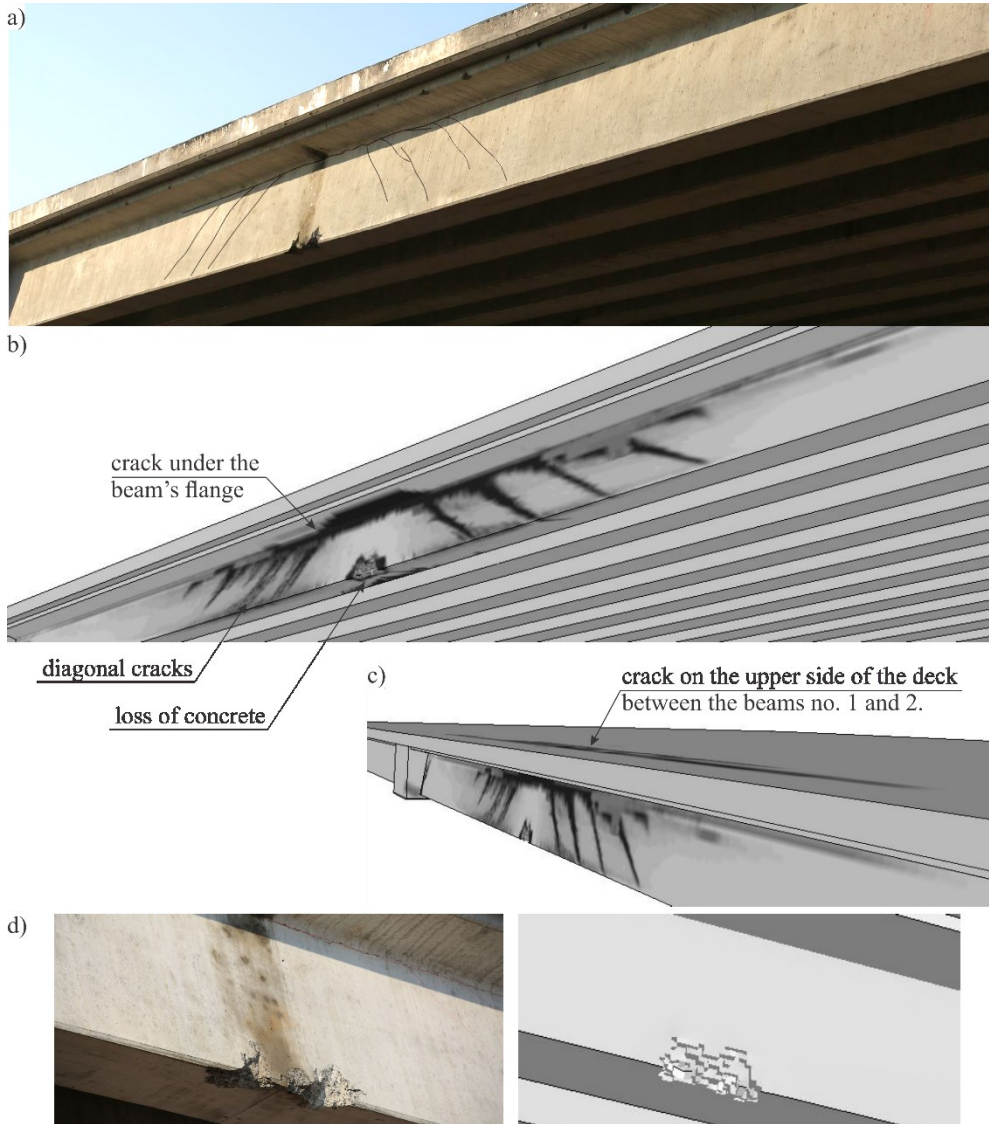 a)
b)
crack under the
beam's flange
diagonal cracks
loss of concrete
c)
crack on the upper side of the deck
between the beams no. 1 and 2.
d)